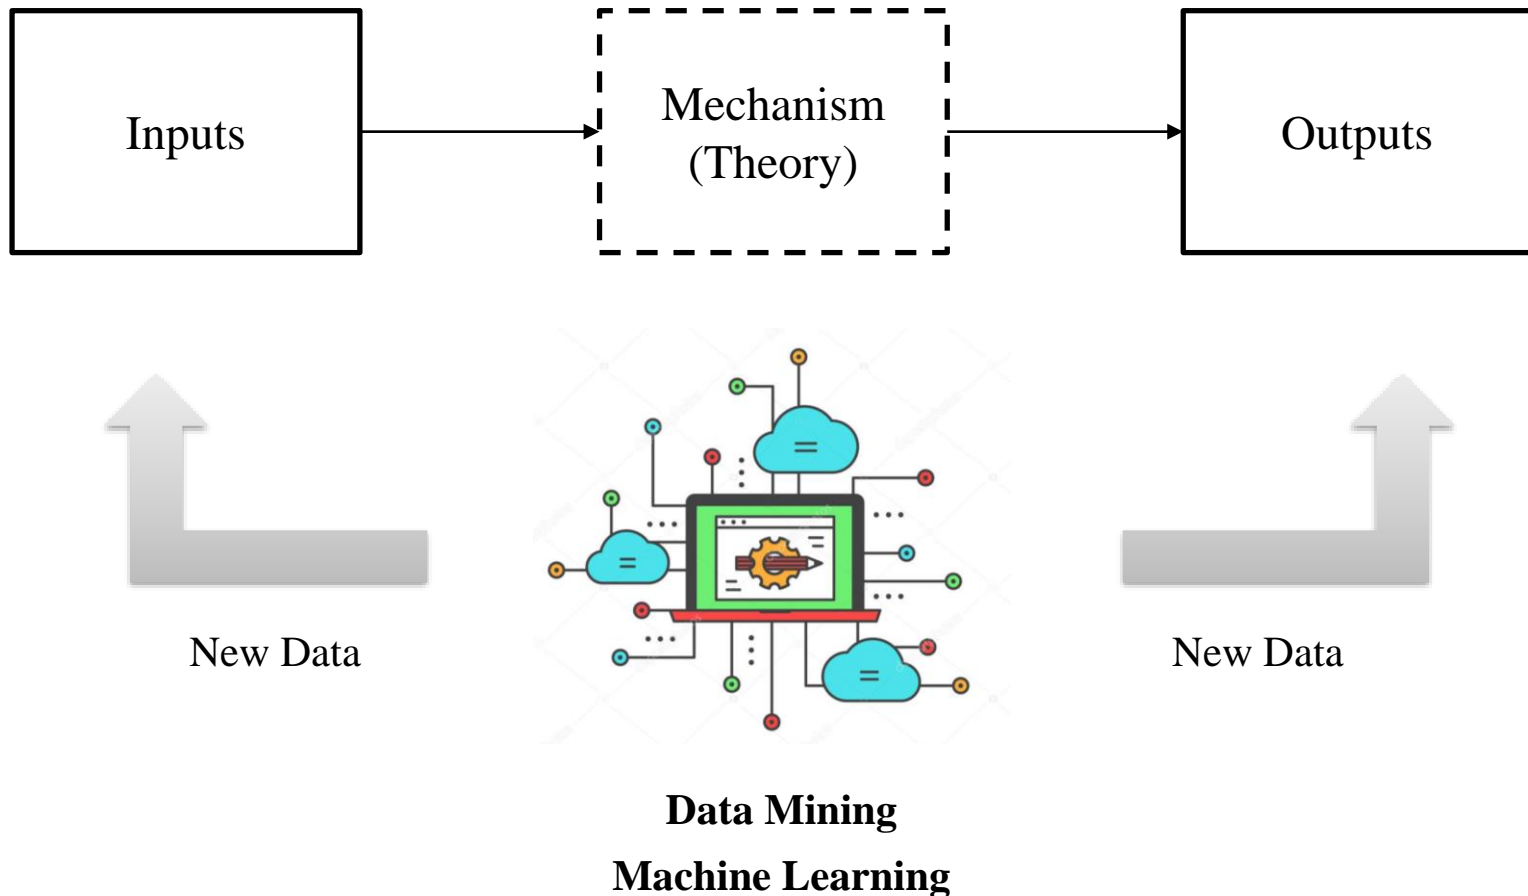 Inputs
Mechanism
(Theory)
Outputs
New Data
New Data
Data Mining
Machine Learning